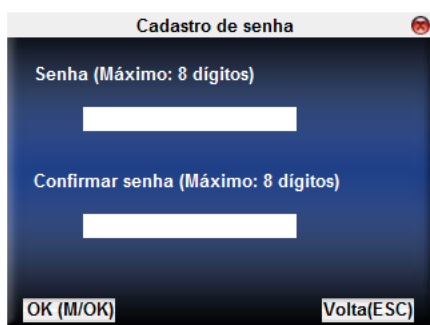 Cadastro de senha
Senha (Máximo: 8 dígitos)
Confirmar senha (Máximo: 8 dígitos)
OK (M/OK) Volta(ESC)